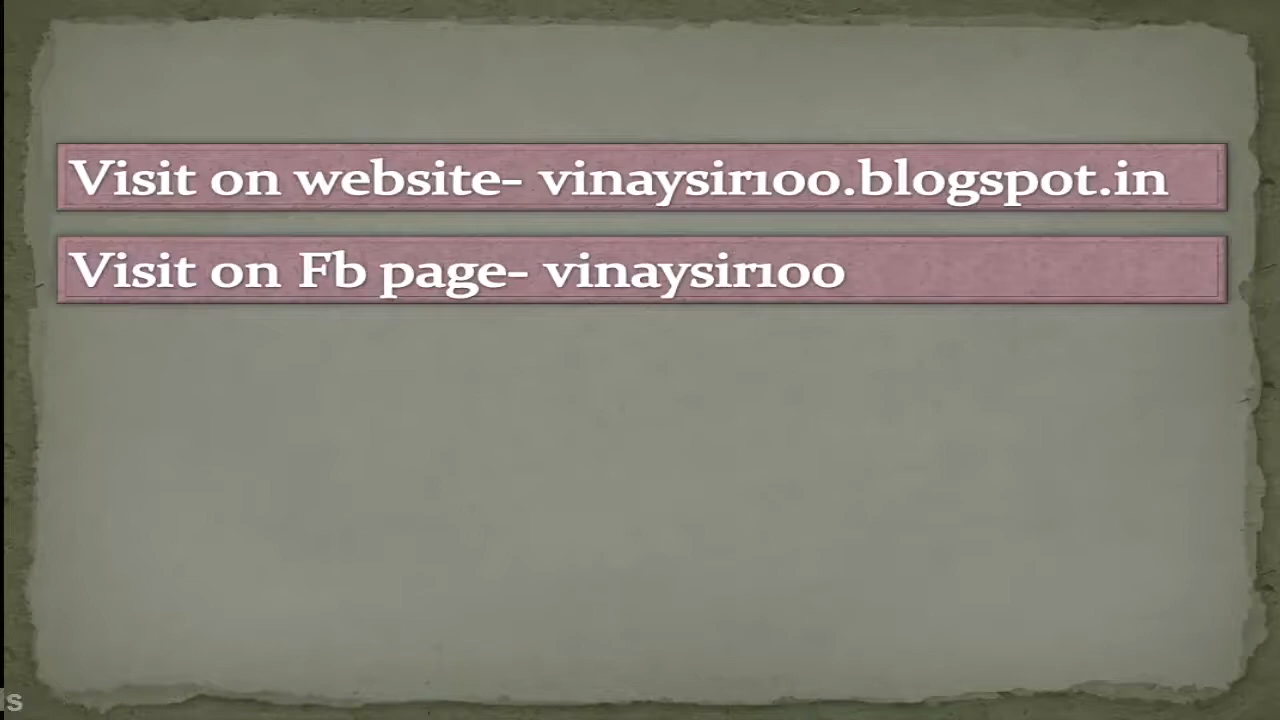 Visit on website- vinaysir100.blogspot.in
Visit on Fb page- vinaysir100
s